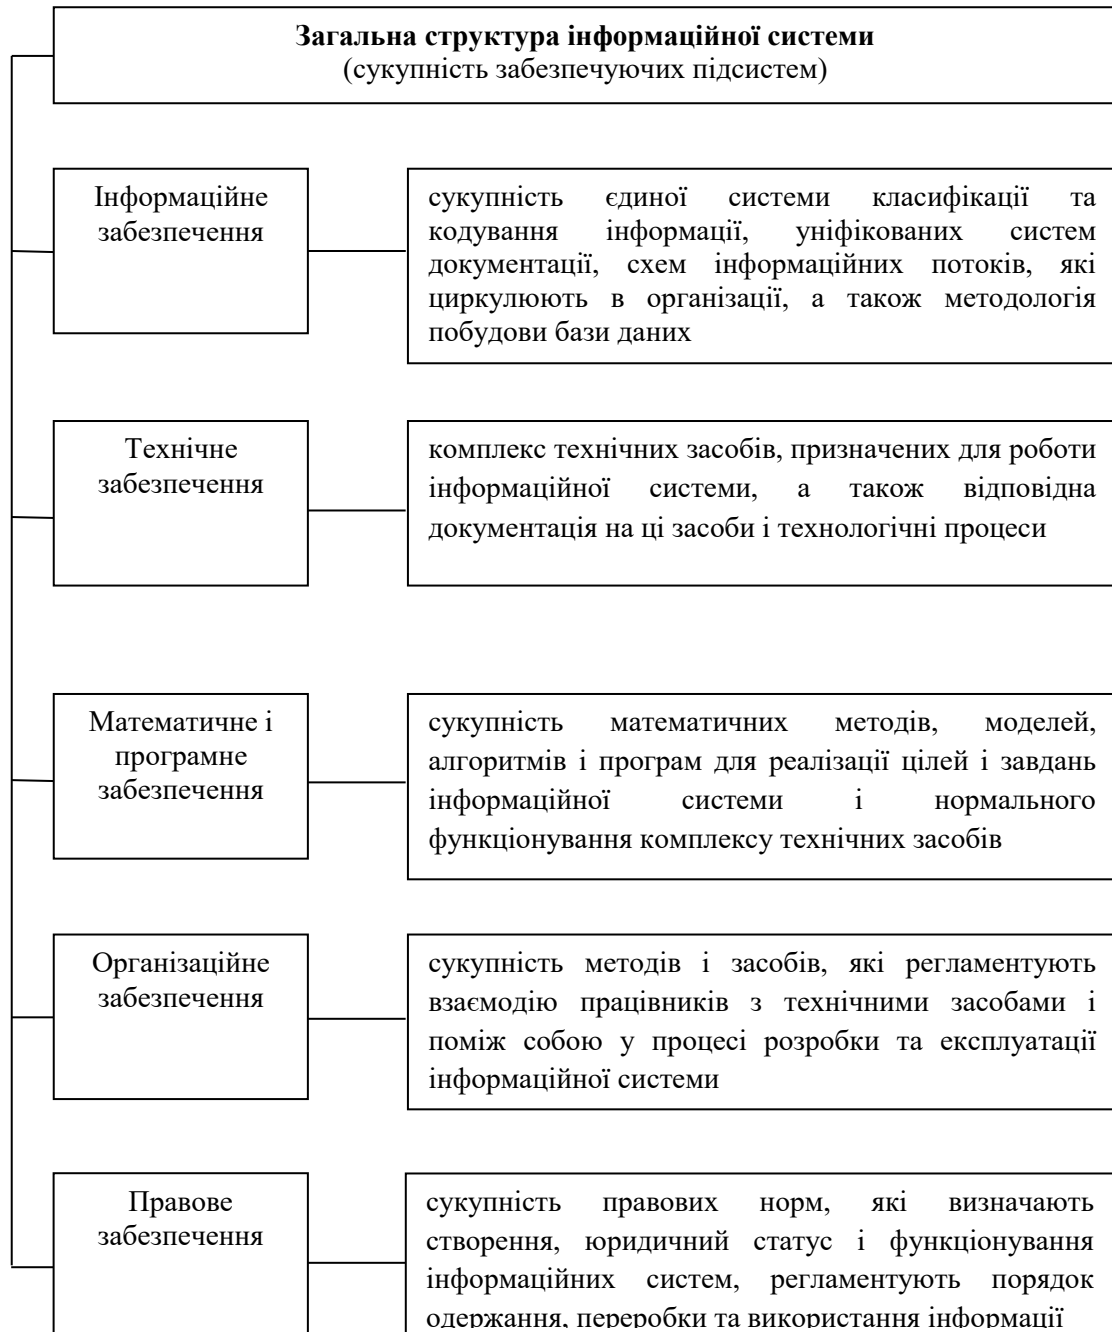 Загальна структура інформаційної системи
(сукупність забезпечуючих підсистем)
Інформаційне
забезпечення
сукупність єдиної системи класифікації та
кодування інформації, уніфікованих систем
документації, схем інформаційних потоків, які
циркулюють в організації, а також методологія
побудови бази даних
Технічне
забезпечення
комплекс технічних засобів, призначених для роботи
інформаційної системи, а також відповідна
документація на ці засоби і технологічні процеси
Математичне і
програмне
забезпечення
сукупність математичних методів, моделей,
алгоритмів і програм для реалізації цілей і завдань
інформаційної системи і нормального
функціонування комплексу технічних засобів
Організаційне
забезпечення
сукупність методів і засобів, які регламентують
взаємодію працівників з технічними засобами і
поміж собою у процесі розробки та експлуатації
інформаційної системи
Правове
забезпечення
сукупність правових норм, які визначають
створення, юридичний статус і функціонування
інформаційних систем, регламентують порядок
одержання, переробки та використання інформації